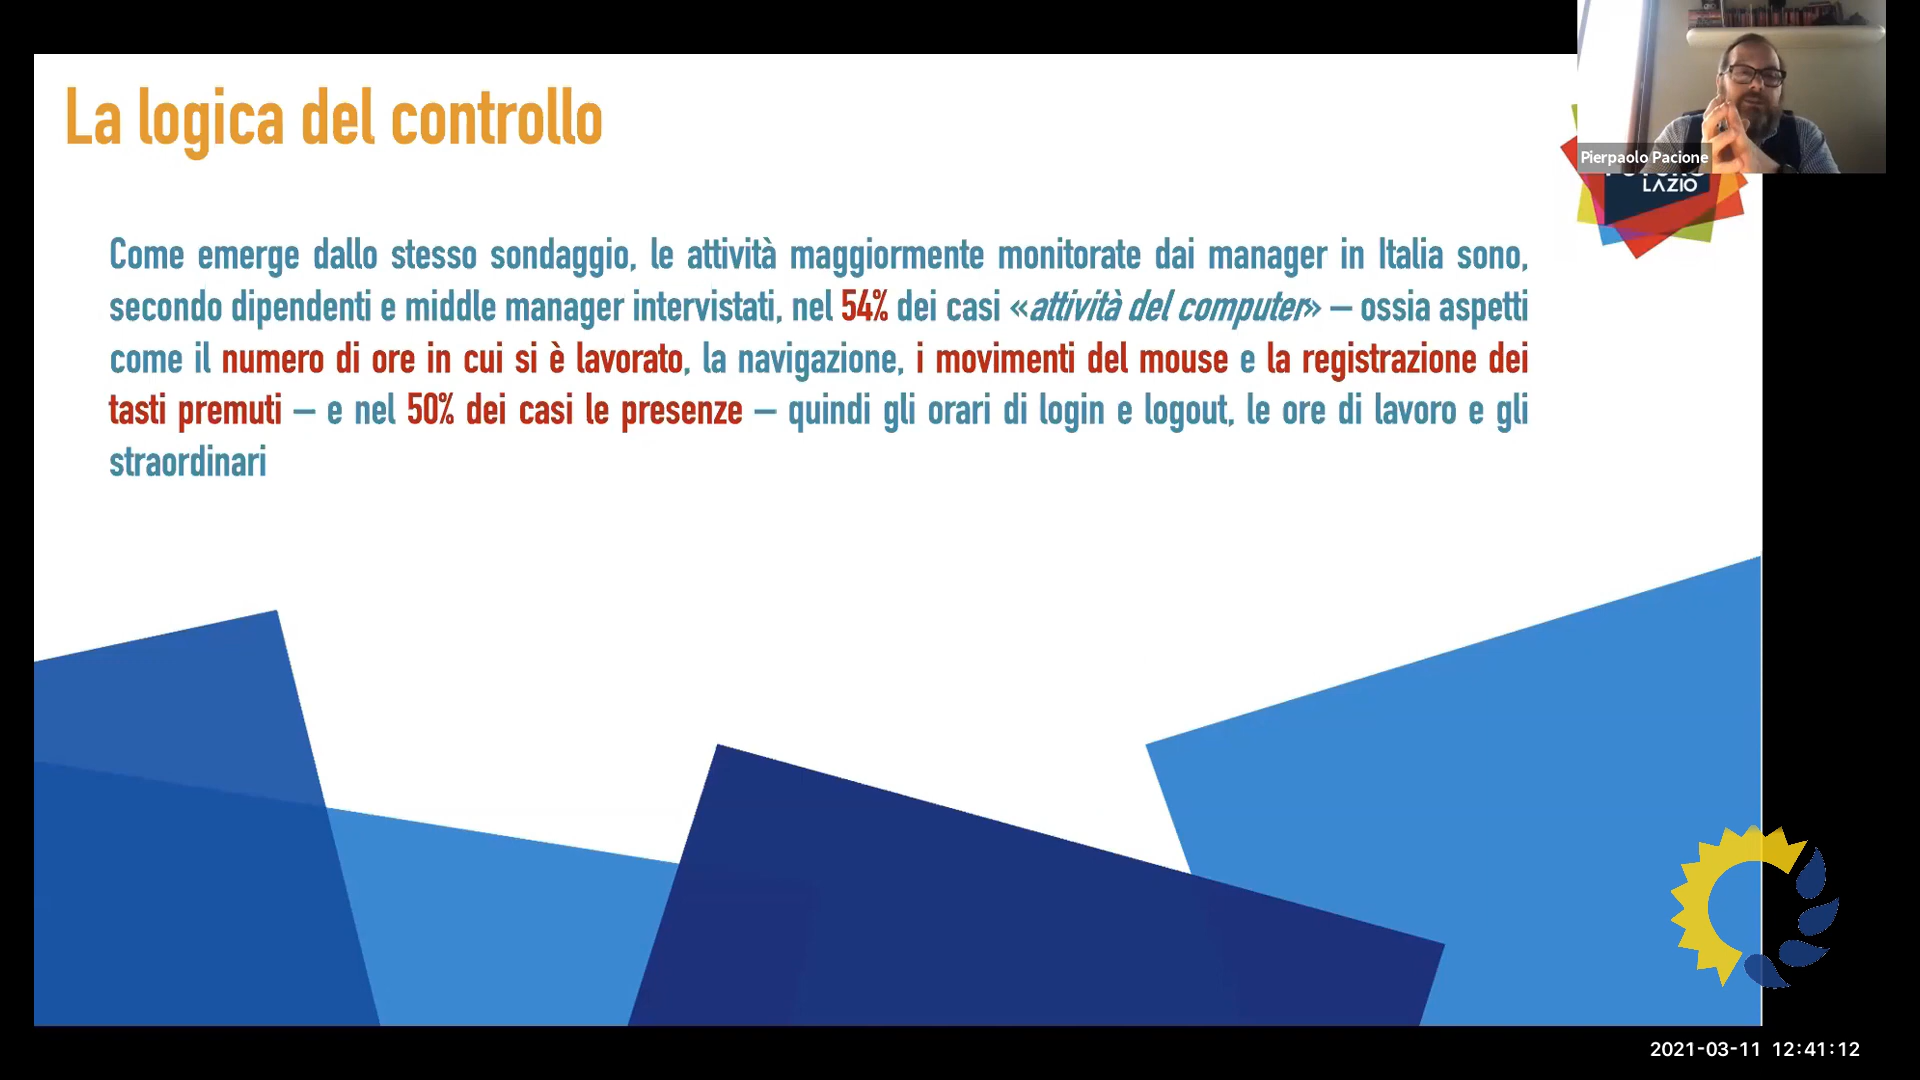 La logica del controllo
Pierpaolo Pacione
LAZIO
Come emerge dallo stesso sondaggio, le attività maggiormente monitorate dai manager in Italia sono,
secondo dipendenti e middle manager intervistati, nel 54% dei casi «attività del computer» – ossia aspetti
come il numero di ore in cui si è lavorato, la navigazione, i movimenti del mouse e la registrazione dei
tasti premuti – e nel 50% dei casi le presenze – quindi gli orari di login e logout, le ore di lavoro e gli
straordinari
2021-03-11 12:41:12